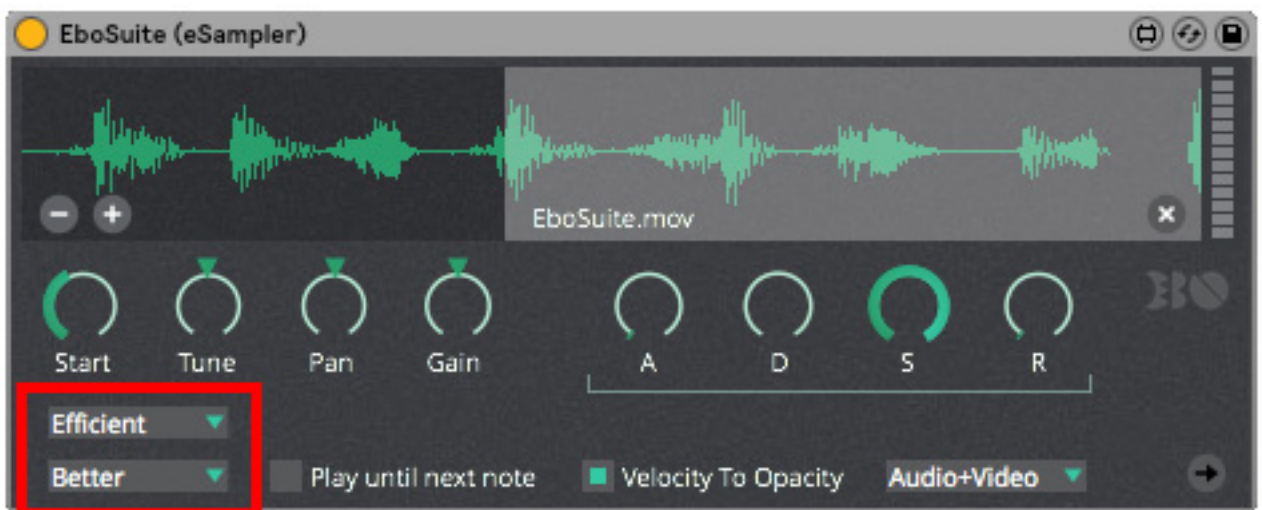 EboSuite (eSampler)
EboSuite.mov
Start Tune Pan Gain A D S R
Efficient
Better Play until next note Velocity To Opacity Audio+Video
EBO